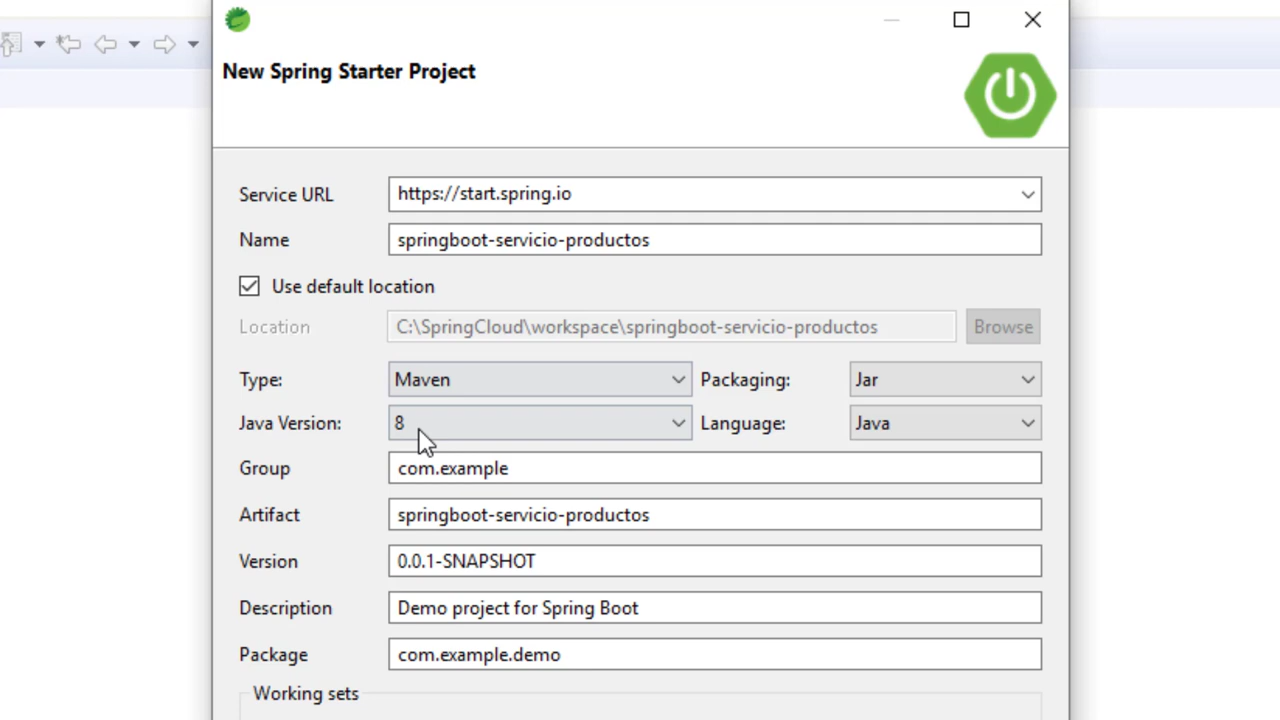 New Spring Starter Project
Service URL https://start.spring.io
Name springboot-servicio-productos
Use default location
Location C:\SpringCloud\workspace\springboot-servicio-productos Browse
Type: Maven Packaging: Jar
Java Version: 8 Language: Java
Group com.example
Artifact springboot-servicio-productos
Version 0.0.1-SNAPSHOT
Description Demo project for Spring Boot
Package com.example.demo
Working sets